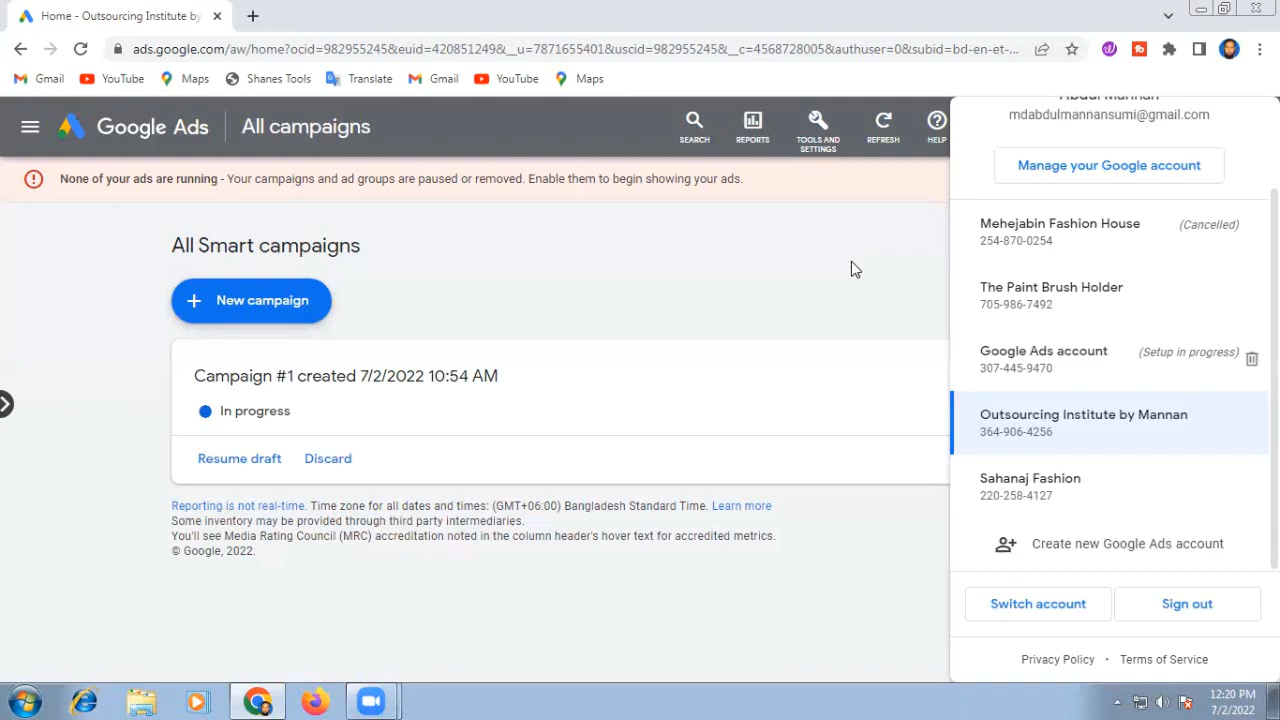 Home - Outsourcing Institute by
ads.google.com/aw/home?ocid=982955245&euid=4208512499&__u=7871655401&uscid=982955245&__c=4568728005&authuser=0&subid=bd-en-et-...
Gmail YouTube Maps Shanes Tools Translate Gmail YouTube Maps
Google Ads All campaigns
SEARCH REPORTS TOOLS AND SETTINGS REFRESH HELP
None of your ads are running - Your campaigns and ad groups are paused or removed. Enable them to begin showing your ads.
All Smart campaigns
New campaign
Campaign #1 created 7/2/2022 10:54 AM
In progress
Resume draft Discard
Reporting is not real-time. Time zone for all dates and times: (GMT+06:00) Bangladesh Standard Time. Learn more
Some inventory may be provided through third party intermediaries.
You'll see Media Rating Council (MRC) accreditation noted in the column header's hover text for accredited metrics.
© Google, 2022.
Abdul Mannan
mdabdulmannansumi@gmail.com
Manage your Google account
Mehejabin Fashion House (Cancelled)
254-870-0254
The Paint Brush Holder
705-986-7492
Google Ads account (Setup in progress)
307-445-9470
Outsourcing Institute by Mannan
364-906-4256
Sahanaj Fashion
220-258-4127
Create new Google Ads account
Switch account Sign out
Privacy Policy • Terms of Service
12:20 PM
7/2/2022